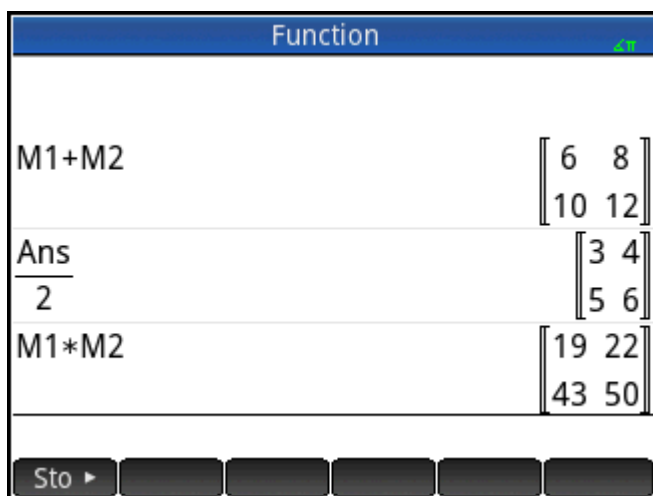 Function
∡π
M1+M2
6 8
10 12
Ans
2
3 4
5 6
M1*M2
19 22
43 50
Sto ►